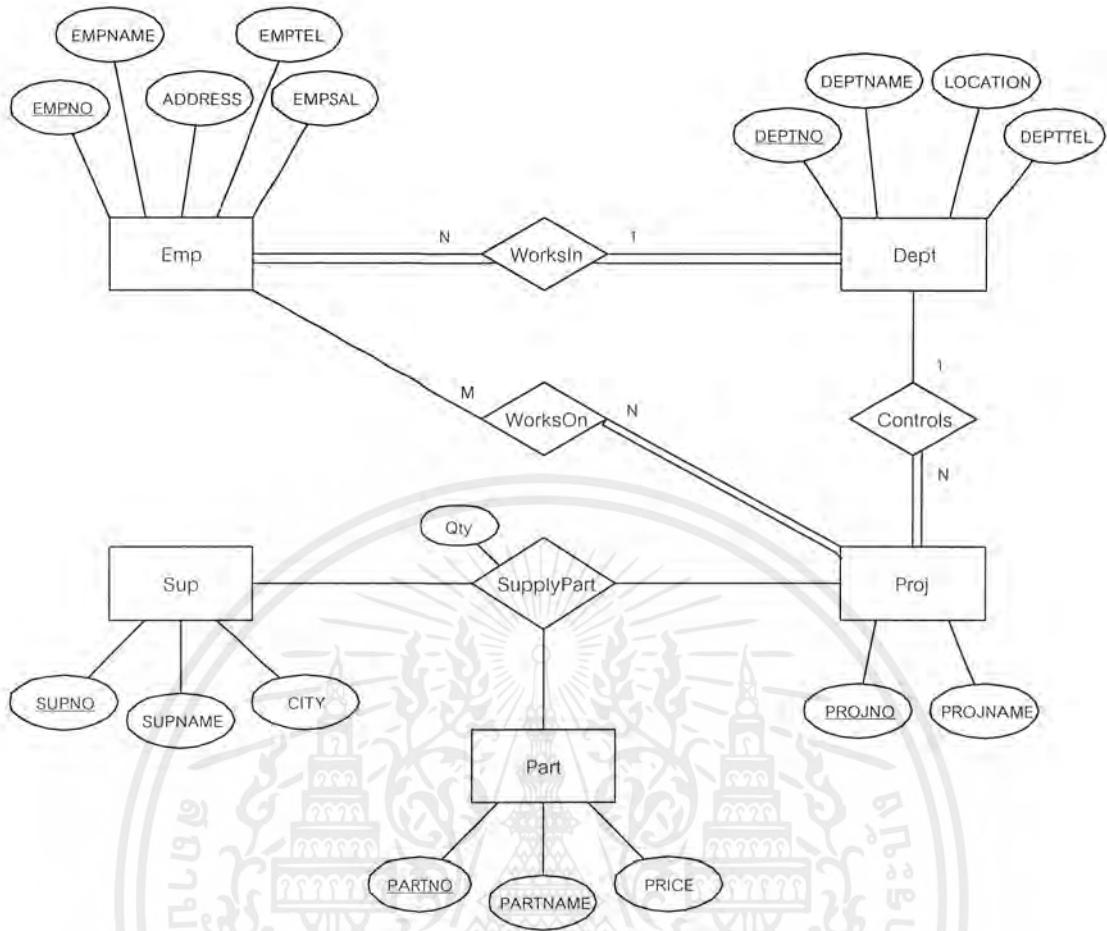 EMPNAME
EMPTEL
EMPNO
ADDRESS
EMPSAL
DEPTNAME
LOCATION
DEPTNO
DEPTTEL
Emp
N
WorksIn
1
Dept
M
WorksOn
N
1
Controls
N
Qty
Sup
SupplyPart
Proj
SUPNO
SUPNAME
CITY
PROJNO
PROJNAME
Part
PARTNO
PARTNAME
PRICE